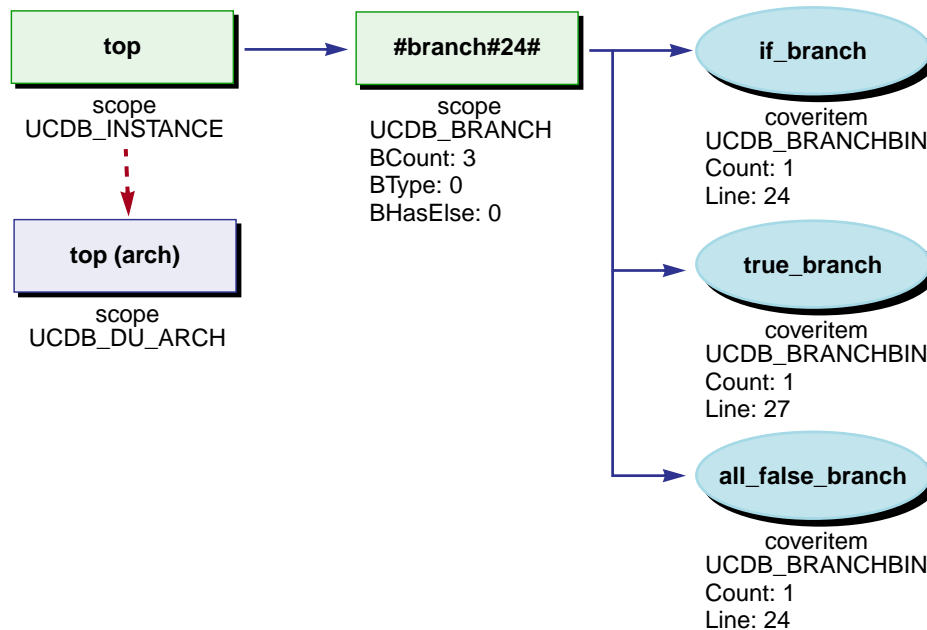 top
scope
UCDB_INSTANCE
top (arch)
scope
UCDB_DU_ARCH
#branch#24#
scope
UCDB_BRANCH
BCount: 3
BType: 0
BHasElse: 0
if_branch
coveritem
UCDB_BRANCHBIN
Count: 1
Line: 24
true_branch
coveritem
UCDB_BRANCHBIN
Count: 1
Line: 27
all_false_branch
coveritem
UCDB_BRANCHBIN
Count: 1
Line: 24